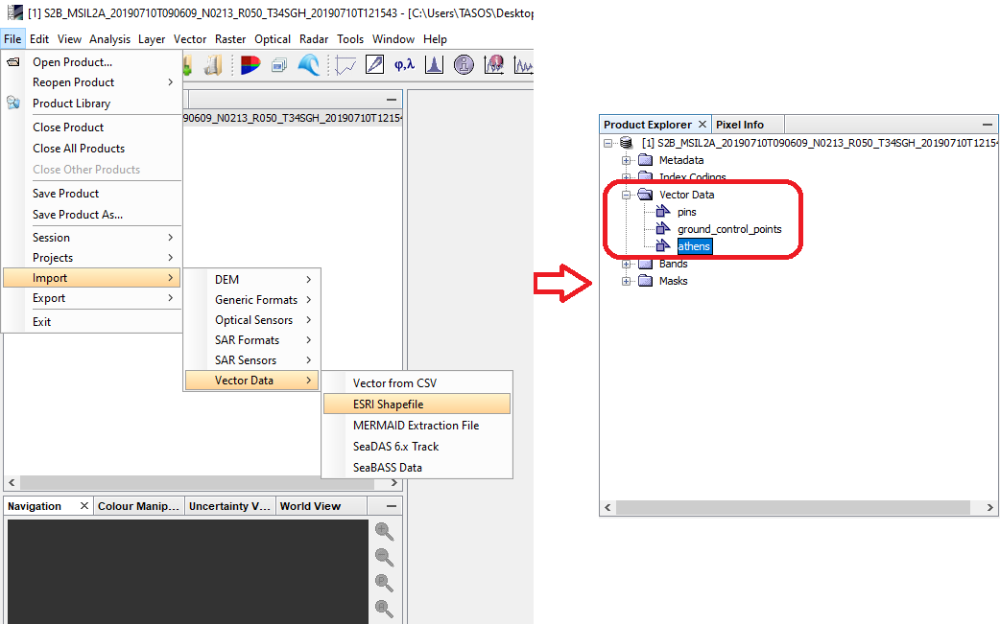 [1] S2B_MSIL2A_20190710T090609_N0213_R050_T34SGH_20190710T121543 - [C:\Users\TASOS\Desktop
File Edit View Analysis Layer Vector Raster Optical Radar Tools Window Help
Open Product...
Reopen Product
Product Library
Close Product
Close All Products
Close Other Products
Save Product
Save Product As...
Session
Projects
Import
Export
Exit
φ,λ
90609_N0213_R050_T34SGH_20190710T12154
DEM
Generic Formats
Optical Sensors
SAR Formats
SAR Sensors
Vector Data
Vector from CSV
ESRI Shapefile
MERMAID Extraction File
SeaDAS 6.x Track
SeaBASS Data
Navigation
Colour Manip...
Uncertainty V...
World View
Product Explorer
Pixel Info
[1] S2B_MSIL2A_20190710T090609_N0213_R050_T34SGH_20190710T12154
Metadata
Index Codings
Vector Data
pins
ground_control_points
athens
Bands
Masks